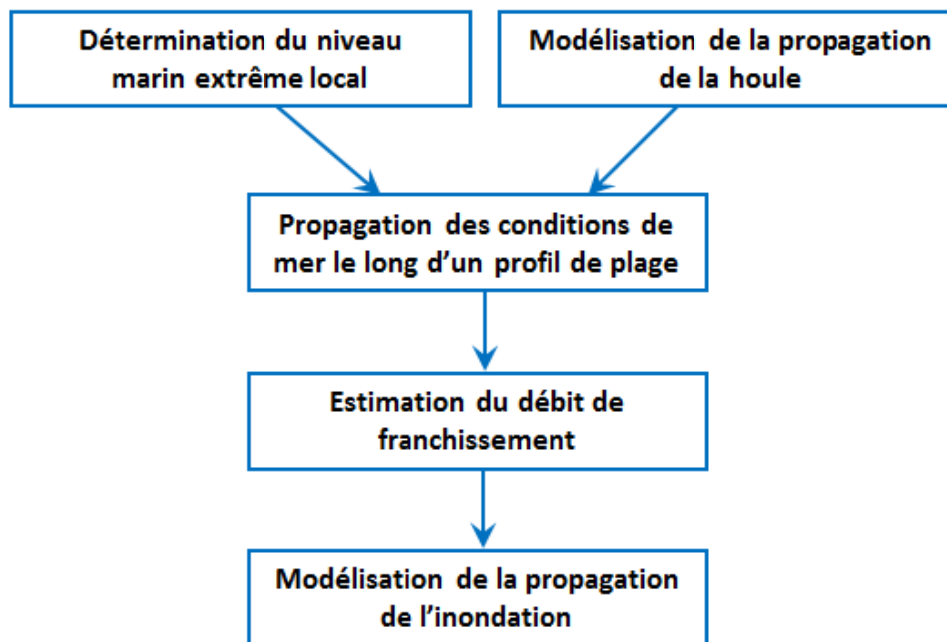 Détermination du niveau
marin extrême local
Modélisation de la propagation
de la houle
Propagation des conditions de
mer le long d'un profil de plage
Estimation du débit de
franchissement
Modélisation de la propagation
de l'inondation